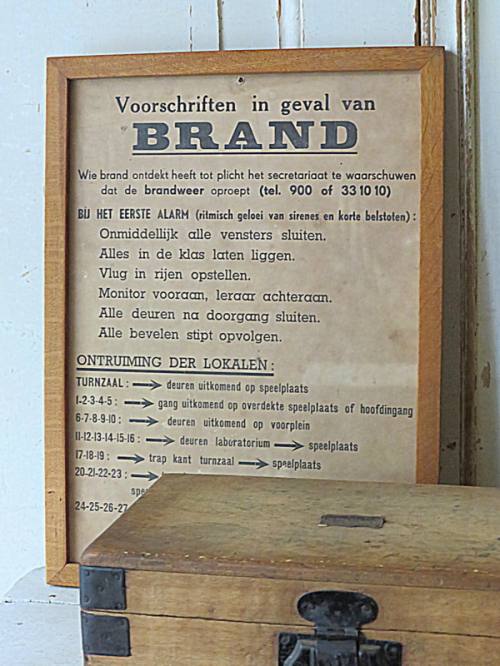 Voorschriften in geval van
BRAND
Wie brand ontdekt heeft tot plicht het secretariaat te waarschuwen
dat de brandweer oproept (tel. 900 of 33 10 10)
BIJ HET EERSTE ALARM (ritmisch geloei van sirenes en korte belstoten) :
Onmiddellijk alle vensters sluiten.
Alles in de klas laten liggen.
Vlug in rijen opstellen.
Monitor vooraan, leraar achteraan.
Alle deuren na doorgang sluiten.
Alle bevelen stipt opvolgen.
ONTRUIMING DER LOKALEN :
TURNZAAL : → deuren uitkomend op speelplaats
1-2-3-4-5 : → gang uitkomend op overdekte speelplaats of hoofdingang
6-7-8-9-10 : → deuren uitkomend op voorplein
11-12-13-14-15-16 : → deuren laboratorium → speelplaats
17-18-19 : → trap kant turnzaal → speelplaats
20-21-22-23 : →
24-25-26-27